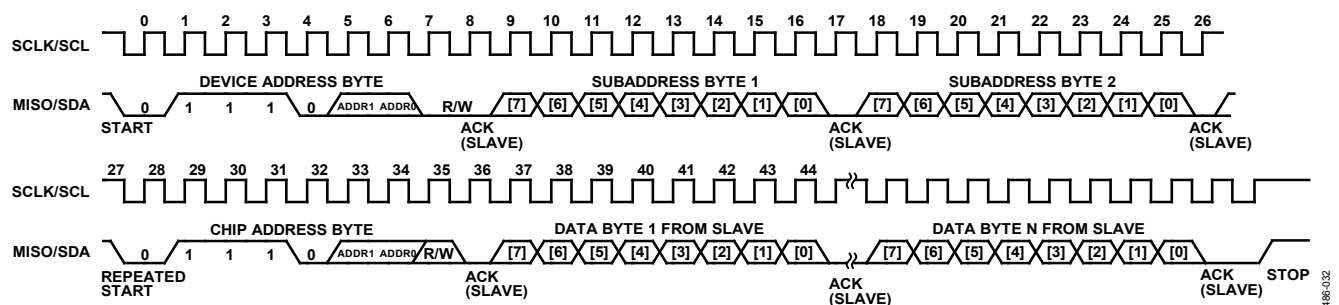 0 1 2 3 4 5 6 7 8 9 10 11 12 13 14 15 16 17 18 19 20 21 22 23 24 25 26
SCLK/SCL
DEVICE ADDRESS BYTE SUBADDRESS BYTE 1 SUBADDRESS BYTE 2
MISO/SDA 0 1 1 1 0 ADDR1 ADDR0 R/W [7] [6] [5] [4] [3] [2] [1] [0] [7] [6] [5] [4] [3] [2] [1] [0]
START ACK ACK ACK
(SLAVE) (SLAVE) (SLAVE)
27 28 29 30 31 32 33 34 35 36 37 38 39 40 41 42 43 44
SCLK/SCL
CHIP ADDRESS BYTE DATA BYTE 1 FROM SLAVE DATA BYTE N FROM SLAVE
MISO/SDA 0 1 1 1 0 ADDR1 ADDR0 R/W [7] [6] [5] [4] [3] [2] [1] [0] [7] [6] [5] [4] [3] [2] [1] [0]
REPEATED ACK ACK ACK STOP
START (SLAVE) (SLAVE) (SLAVE)